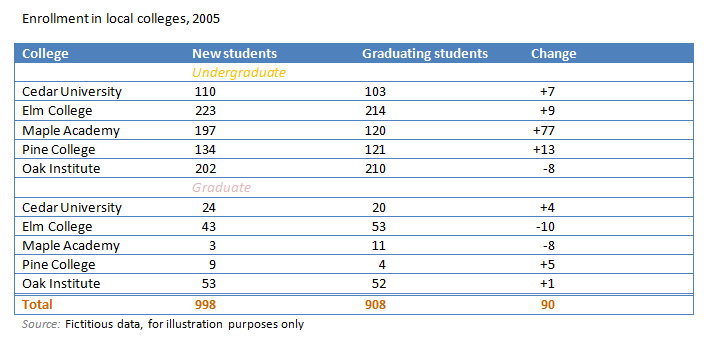 Enrollment in local colleges, 2005
College New students Graduating students Change
Undergraduate
Cedar University 110 103 +7
Elm College 223 214 +9
Maple Academy 197 120 +77
Pine College 134 121 +13
Oak Institute 202 210 -8
Graduate
Cedar University 24 20 +4
Elm College 43 53 -10
Maple Academy 3 11 -8
Pine College 9 4 +5
Oak Institute 53 52 +1
Total 998 908 90
Source: Fictitious data, for illustration purposes only